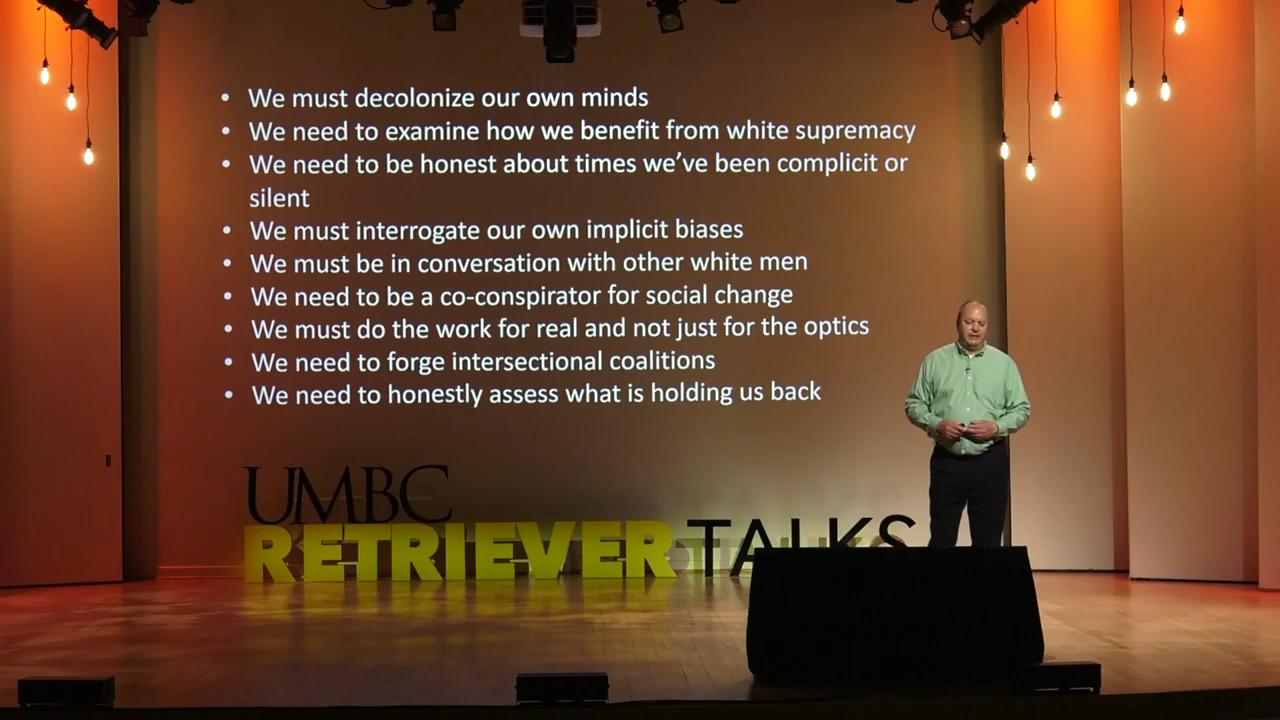 • We must decolonize our own minds
• We need to examine how we benefit from white supremacy
• We need to be honest about times we've been complicit or
silent
• We must interrogate our own implicit biases
• We must be in conversation with other white men
• We need to be a co-conspirator for social change
• We must do the work for real and not just for the optics
• We need to forge intersectional coalitions
• We need to honestly assess what is holding us back
UMBC
RETRIEVER TALKS